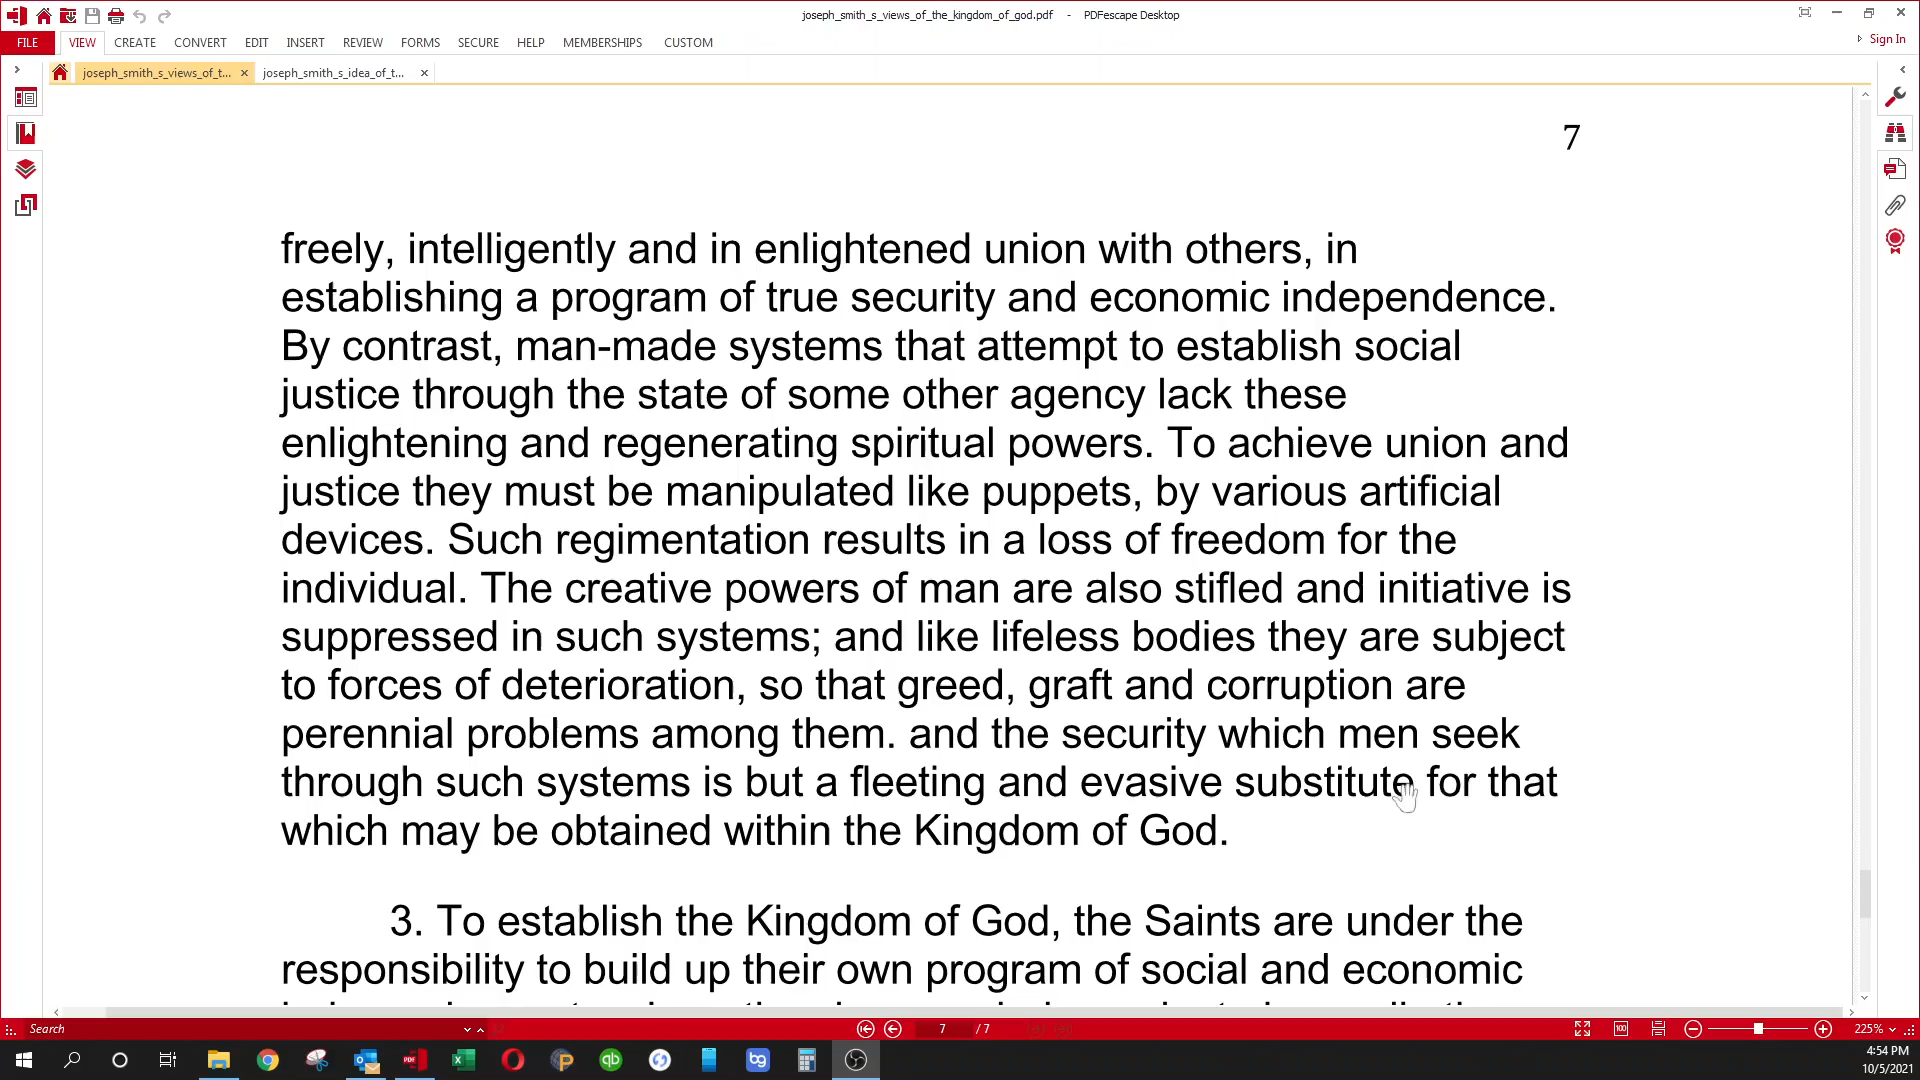 joseph_smith_s_views_of_the_kingdom_of_god.pdf - PDFescape Desktop
FILE VIEW CREATE CONVERT EDIT INSERT REVIEW FORMS SECURE HELP MEMBERSHIPS CUSTOM
Sign In
joseph_smith_s_views_of_t... joseph_smith_s_idea_of_t...
7
freely, intelligently and in enlightened union with others, in
establishing a program of true security and economic independence.
By contrast, man-made systems that attempt to establish social
justice through the state of some other agency lack these
enlightening and regenerating spiritual powers. To achieve union and
justice they must be manipulated like puppets, by various artificial
devices. Such regimentation results in a loss of freedom for the
individual. The creative powers of man are also stifled and initiative is
suppressed in such systems; and like lifeless bodies they are subject
to forces of deterioration, so that greed, graft and corruption are
perennial problems among them. and the security which men seek
through such systems is but a fleeting and evasive substitute for that
which may be obtained within the Kingdom of God.
3. To establish the Kingdom of God, the Saints are under the
responsibility to build up their own program of social and economic
Search
7 / 7
225%
4:54 PM
10/5/2021